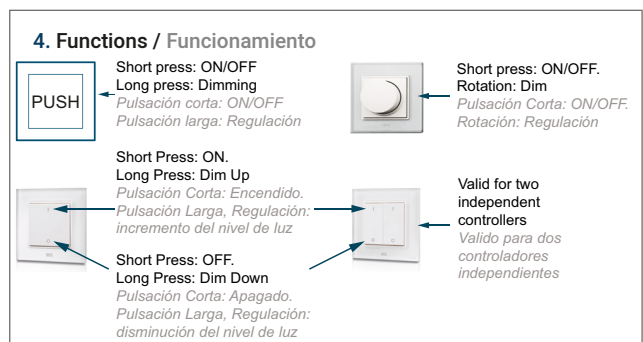 4. Functions / Funcionamiento
PUSH
Short press: ON/OFF
Long press: Dimming
Pulsación corta: ON/OFF
Pulsación larga: Regulación
Short press: ON/OFF.
Rotation: Dim
Pulsación Corta: ON/OFF.
Rotación: Regulación
Short Press: ON.
Long Press: Dim Up
Pulsación Corta: Encendido.
Pulsación Larga, Regulación:
incremento del nivel de luz
Valid for two
independent
controllers
Valido para dos
controladores
independientes
Short Press: OFF.
Long Press: Dim Down
Pulsación Corta: Apagado.
Pulsación Larga, Regulación:
disminución del nivel de luz